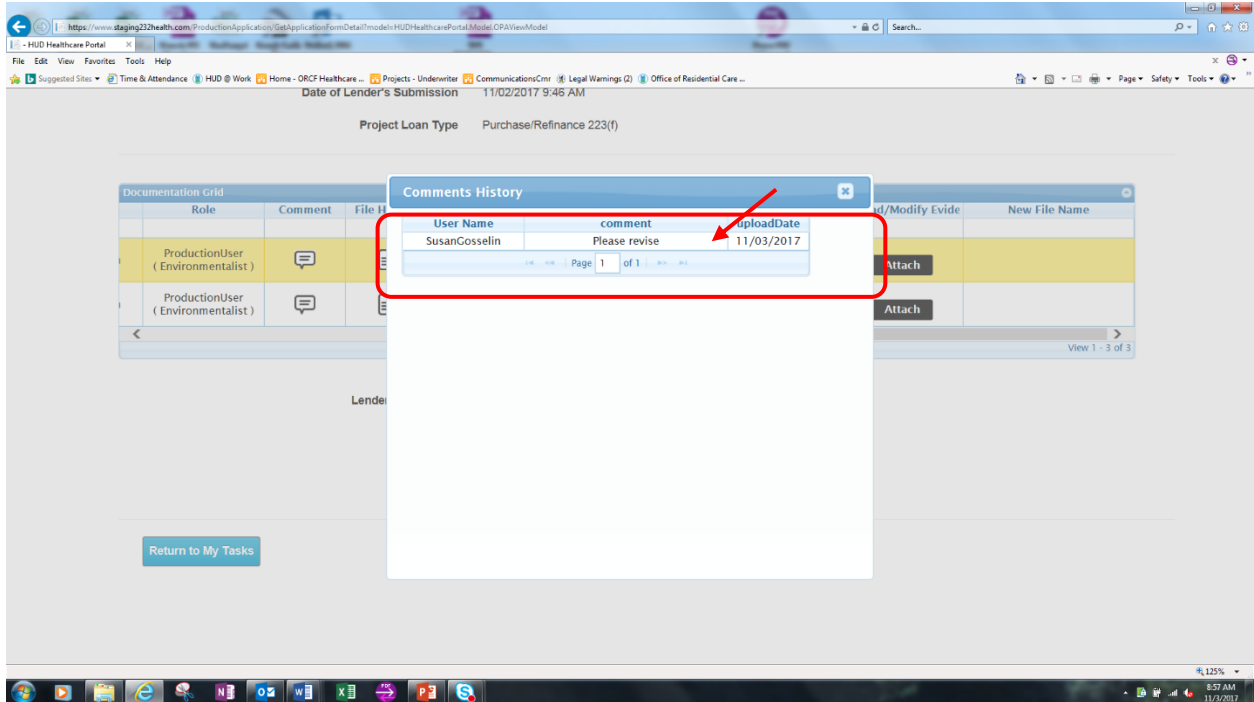 https://www.staging232health.com/ProductionApplication/GetApplicationFormDetail?model=HUDHealthcarePortal.Model.OPAViewModel
Search...
- HUD Healthcare Portal
File Edit View Favorites Tools Help
Suggested Sites Time & Attendance HUD @ Work Home - ORCF Healthcare ... Projects - Underwriter CommunicationsCmr Legal Warnings (2) Office of Residential Care ...
Page Safety Tools
Date of Lender's Submission 11/02/2017 9:46 AM
Project Loan Type Purchase/Refinance 223(f)
Documentation Grid
Role Comment File H d/Modify Evide New File Name
Comments History
User Name comment uploadDate
SusanGosselin Please revise 11/03/2017
Page 1 of 1
ProductionUser
( Environmentalist )
Attach
ProductionUser
( Environmentalist )
Attach
View 1 - 3 of 3
Lender
Return to My Tasks
125%
8:57 AM
11/3/2017